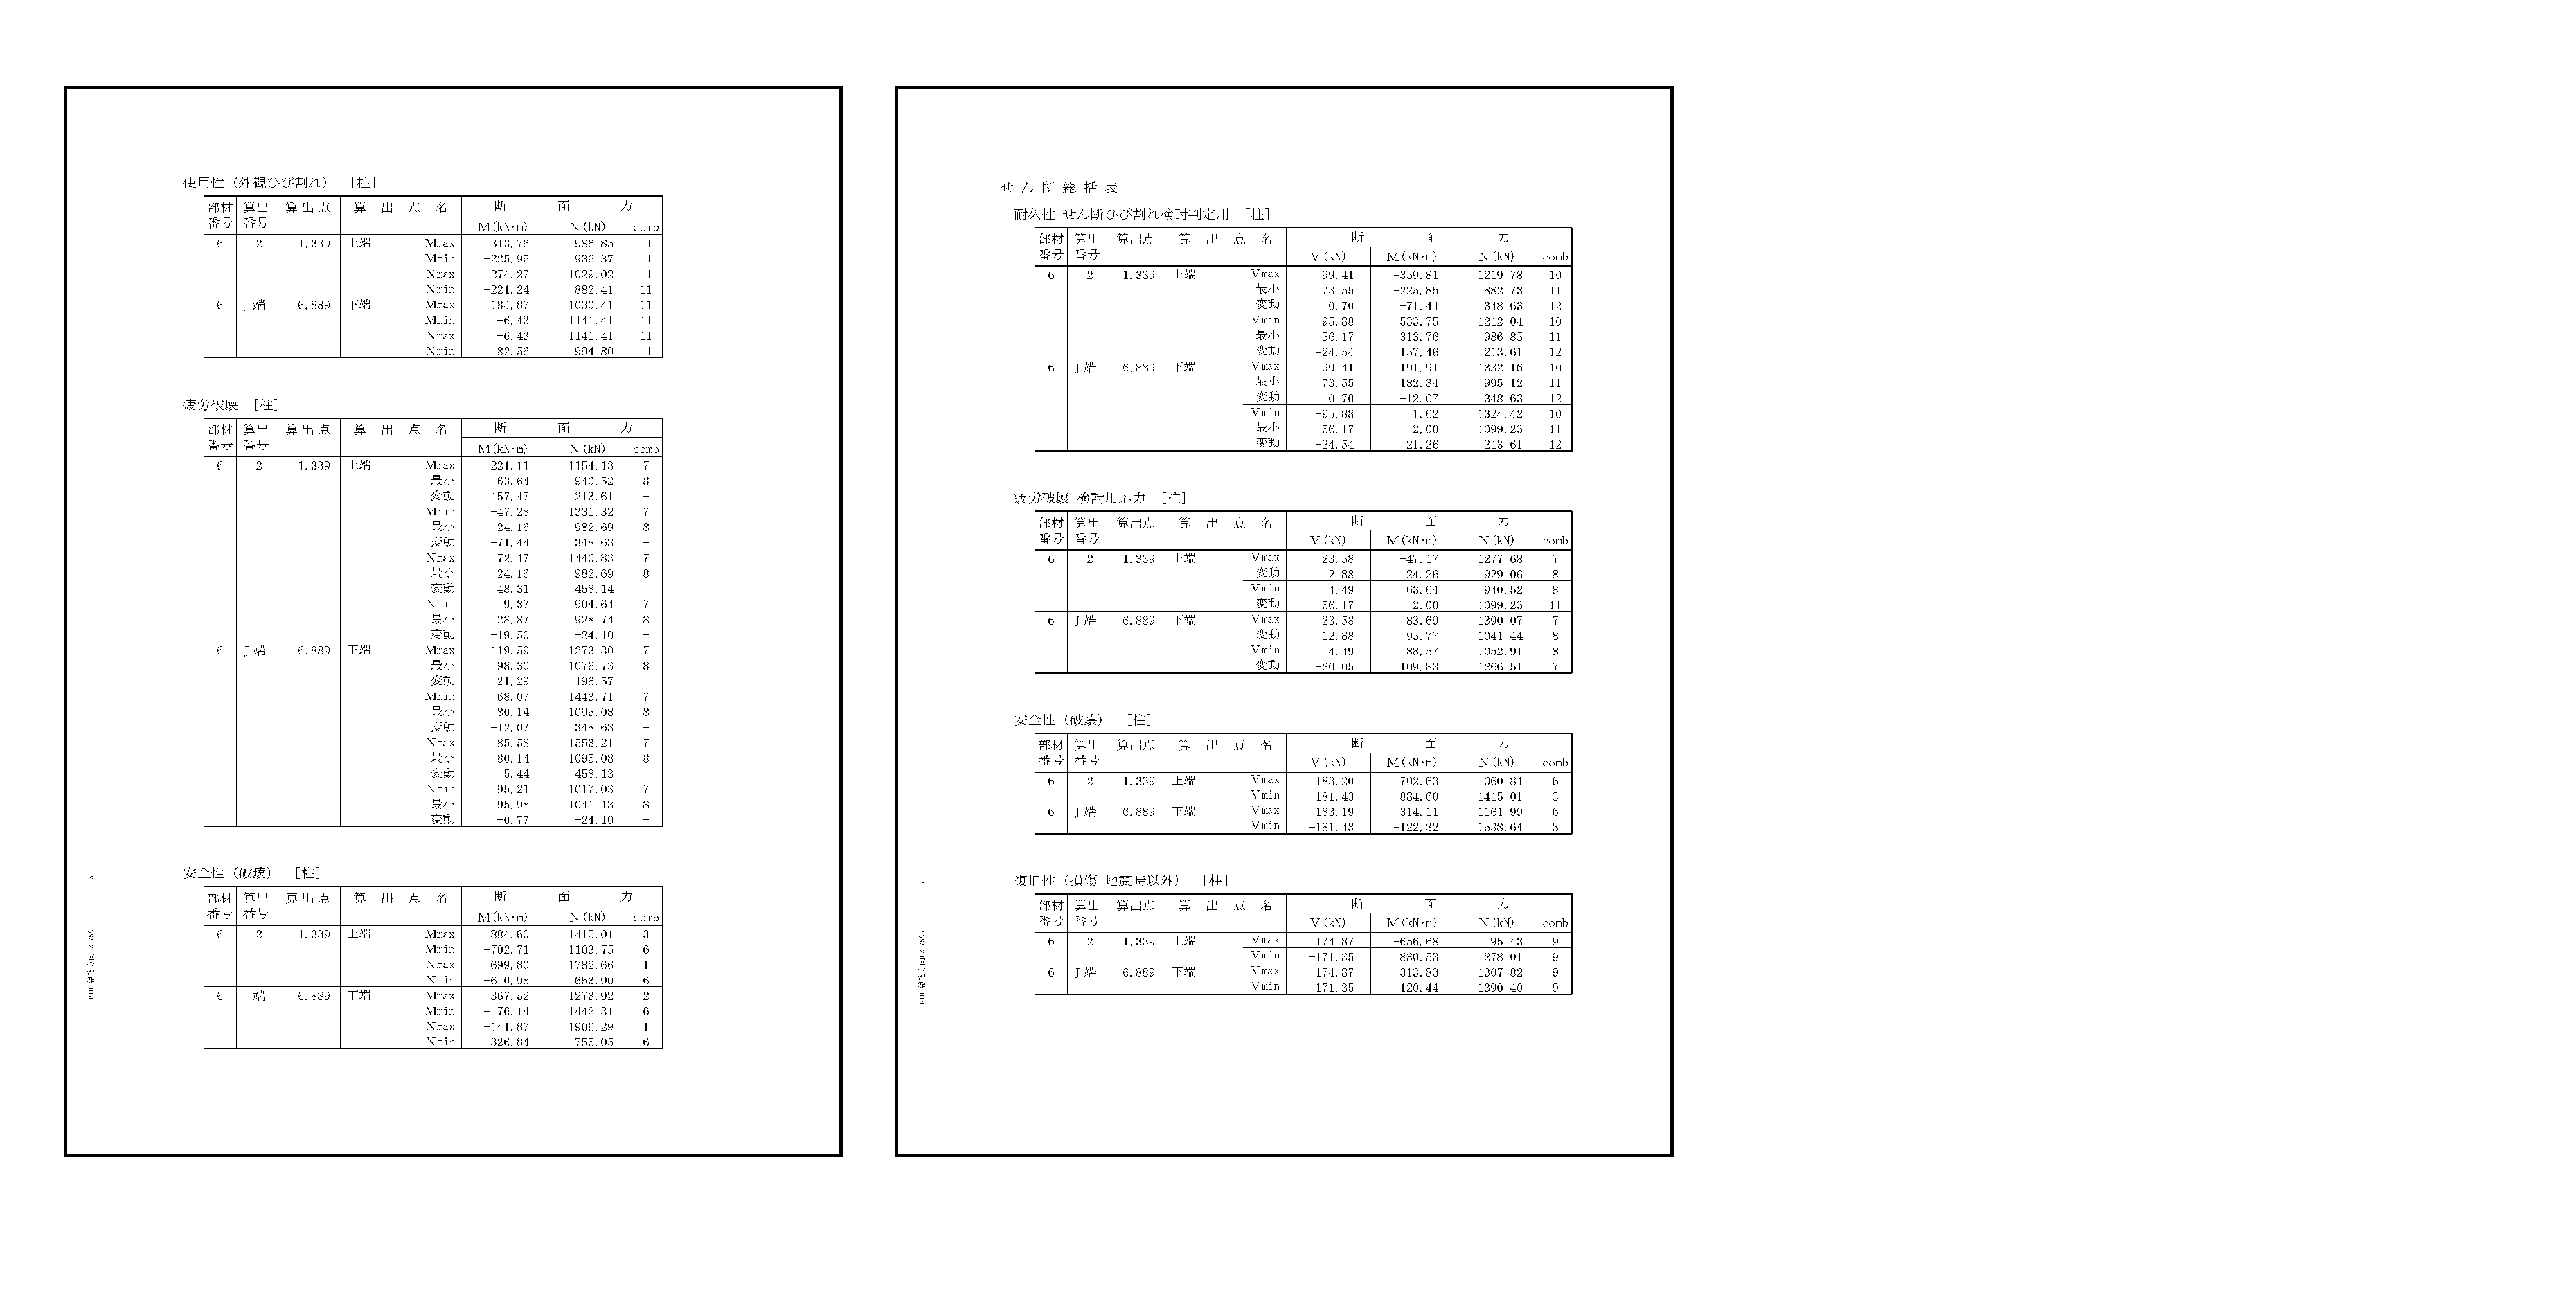 使用性（外観ひび割れ） ［柱］
部材 算出 算出点 算出点名 断面力
番号 番号 M(kN・m) N(kN) comb
6 2 1.339 上端 Mmax 313.76 986.85 11
Mmin -225.95 936.37 11
Nmax 274.27 1029.02 11
Nmin -221.24 882.41 11
6 J端 6.889 下端 Mmax 184.87 1030.41 11
Mmin -6.43 1141.41 11
Nmax -6.43 1141.41 11
Nmin 182.56 994.80 11
疲労破壊 ［柱］
部材 算出 算出点 算出点名 断面力
番号 番号 M(kN・m) N(kN) comb
6 2 1.339 上端 Mmax 221.11 1154.13 7
最小 63.64 940.52 8
変動 157.47 213.61 -
Mmin -47.28 1331.32 7
最小 24.16 982.69 8
変動 -71.44 348.63 -
Nmax 72.47 1440.83 7
最小 24.16 982.69 8
変動 48.31 458.14 -
Nmin 9.37 904.64 7
最小 28.87 928.74 8
変動 -19.50 -24.10 -
6 J端 6.889 下端 Mmax 119.59 1273.30 7
最小 98.30 1076.73 8
変動 21.29 196.57 -
Mmin 68.07 1443.71 7
最小 80.14 1095.08 8
変動 -12.07 348.63 -
Nmax 85.58 1553.21 7
最小 80.14 1095.08 8
変動 5.44 458.13 -
Nmin 95.21 1017.03 7
最小 95.98 1041.13 8
変動 -0.77 -24.10 -
安全性（破壊） ［柱］
部材 算出 算出点 算出点名 断面力
番号 番号 M(kN・m) N(kN) comb
6 2 1.339 上端 Mmax 884.60 1415.01 3
Mmin -702.71 1103.75 6
Nmax 699.80 1782.66 1
Nmin -640.98 653.90 6
6 J端 6.889 下端 Mmax 367.52 1273.92 2
Mmin -176.14 1442.31 6
Nmax -141.87 1906.29 1
Nmin 326.84 755.05 6
せん断総括表
耐久性 せん断ひび割れ検討判定用 ［柱］
部材 算出 算出点 算出点名 断面力
番号 番号 V(kN) M(kN・m) N(kN) comb
6 2 1.339 上端 Vmax 99.41 -359.81 1219.78 10
最小 73.55 -225.85 882.73 11
変動 10.70 -71.44 348.63 12
Vmin -95.88 533.75 1212.04 10
最小 -56.17 313.76 986.85 11
変動 -24.54 157.46 213.61 12
6 J端 6.889 下端 Vmax 99.41 191.91 1332.16 10
最小 73.55 182.34 995.12 11
変動 10.70 -12.07 348.63 12
Vmin -95.88 1.62 1324.42 10
最小 -56.17 2.00 1099.23 11
変動 -24.54 21.26 213.61 12
疲労破壊 検討用応力 ［柱］
部材 算出 算出点 算出点名 断面力
番号 番号 V(kN) M(kN・m) N(kN) comb
6 2 1.339 上端 Vmax 23.58 -47.17 1277.68 7
変動 12.88 24.26 929.06 8
Vmin 4.49 63.64 940.52 8
変動 -56.17 2.00 1099.23 11
6 J端 6.889 下端 Vmax 23.58 83.69 1390.07 7
変動 12.88 95.77 1041.44 8
Vmin 4.49 88.57 1052.91 8
変動 -20.05 109.83 1266.51 7
安全性（破壊） ［柱］
部材 算出 算出点 算出点名 断面力
番号 番号 V(kN) M(kN・m) N(kN) comb
6 2 1.339 上端 Vmax 183.20 -702.63 1060.84 6
Vmin -181.43 884.60 1415.01 3
6 J端 6.889 下端 Vmax 183.19 314.11 1161.99 6
Vmin -181.43 -122.32 1538.64 3
復旧性（損傷 地震時以外） ［柱］
部材 算出 算出点 算出点名 断面力
番号 番号 V(kN) M(kN・m) N(kN) comb
6 2 1.339 上端 Vmax 174.87 -656.68 1195.43 9
Vmin -171.35 830.53 1278.01 9
6 J端 6.889 下端 Vmax 174.87 313.83 1307.82 9
Vmin -171.35 -120.44 1390.40 9